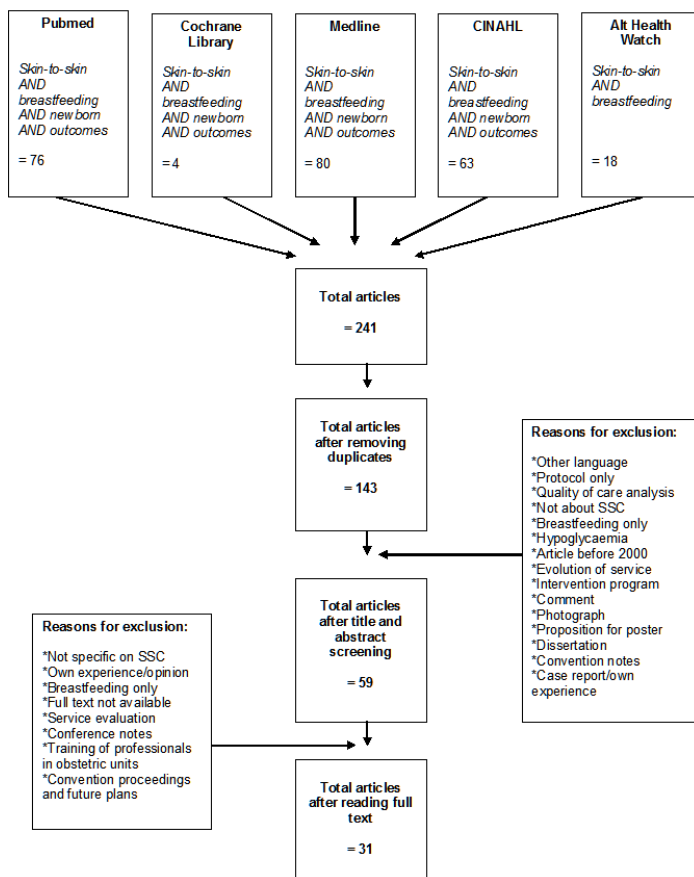 Pubmed
Skin-to-skin
AND
breastfeeding
AND newborn
AND outcomes
= 76
Cochrane
Library
Skin-to-skin
AND
breastfeeding
AND newborn
AND outcomes
= 4
Medline
Skin-to-skin
AND
breastfeeding
AND newborn
AND outcomes
= 80
CINAHL
Skin-to-skin
AND
breastfeeding
AND newborn
AND outcomes
= 63
Alt Health
Watch
Skin-to-skin
AND
breastfeeding
= 18
Total articles
= 241
Total articles
after removing
duplicates
= 143
Reasons for exclusion:
*Other language
*Protocol only
*Quality of care analysis
*Not about SSC
*Breastfeeding only
*Hypoglycaemia
*Article before 2000
*Evolution of service
*Intervention program
*Comment
*Photograph
*Proposition for poster
*Dissertation
*Convention notes
*Case report/own
experience
Total articles
after title and
abstract
screening
= 59
Reasons for exclusion:
*Not specific on SSC
*Own experience/opinion
*Breastfeeding only
*Full text not available
*Service evaluation
*Conference notes
*Training of professionals
in obstetric units
*Convention proceedings
and future plans
Total articles
after reading full
text
= 31